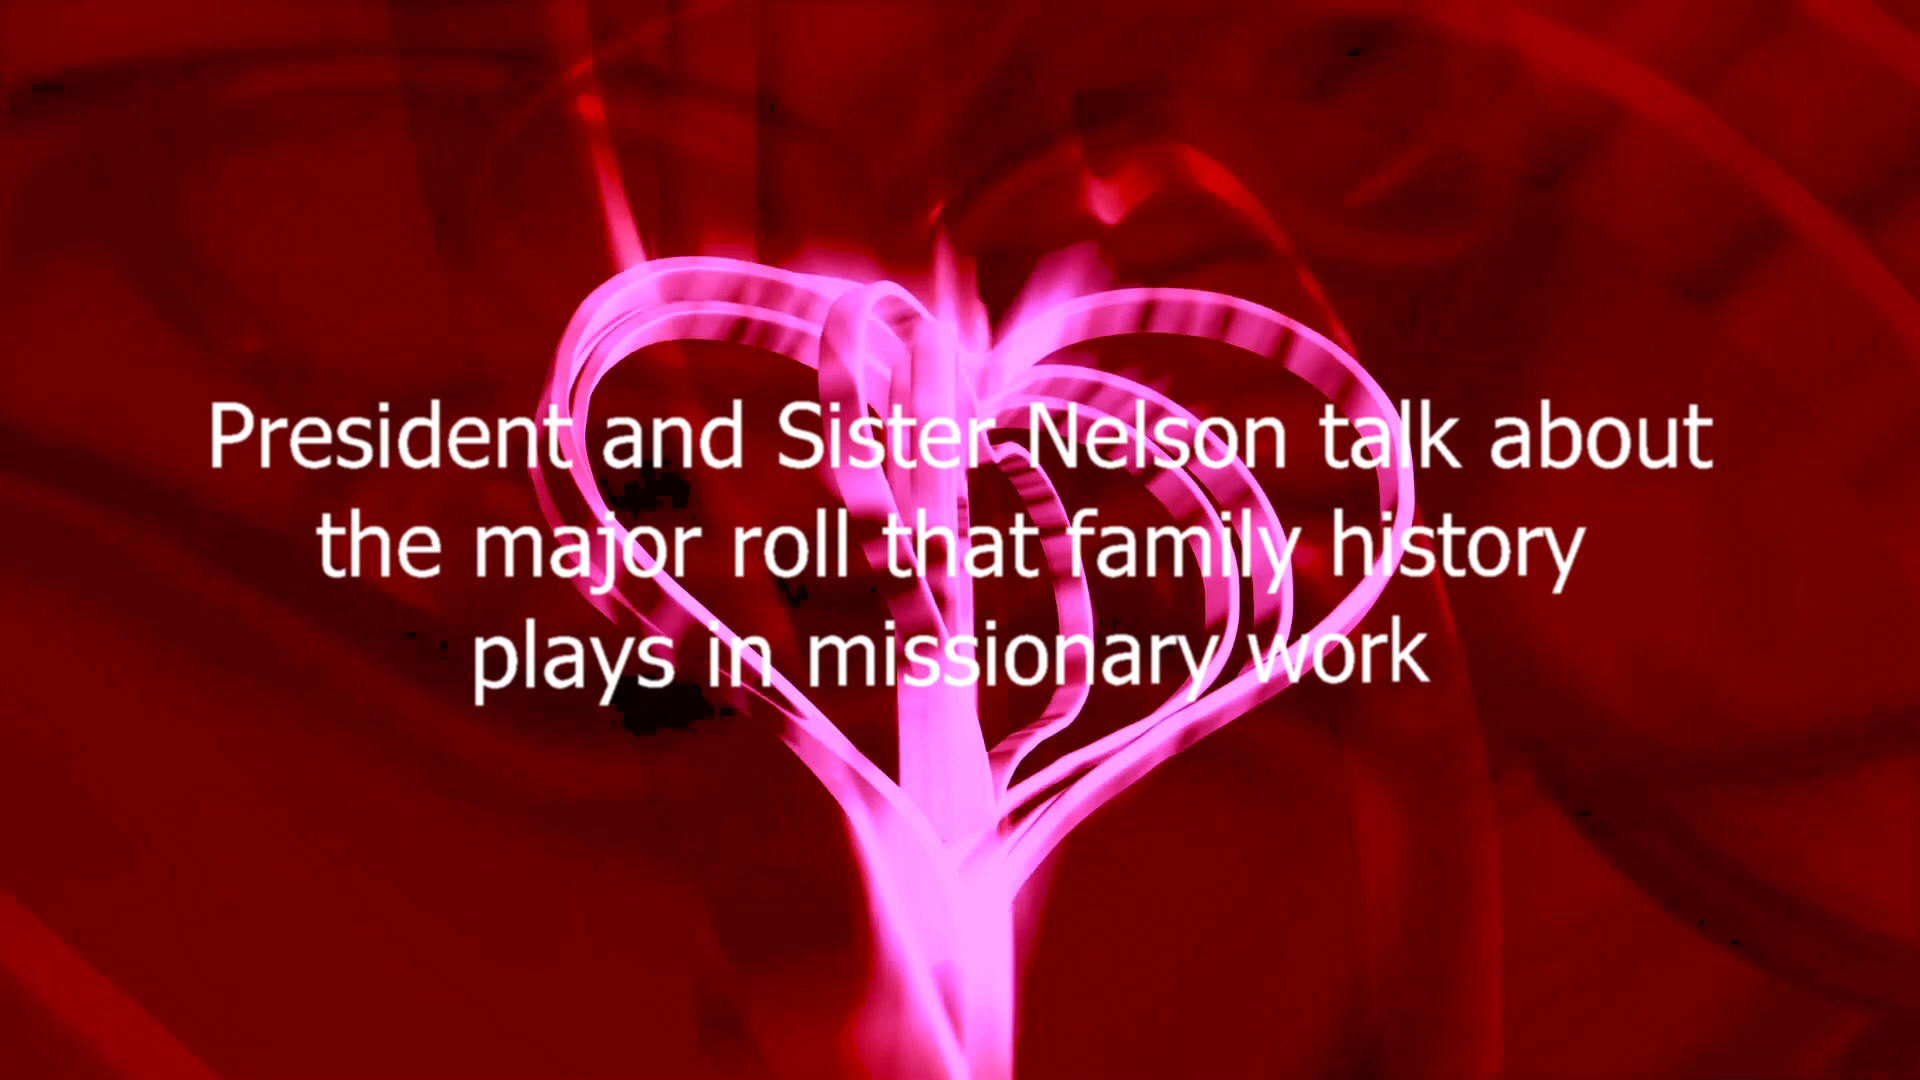 President and Sister Nelson talk about
the major roll that family history
plays in missionary work